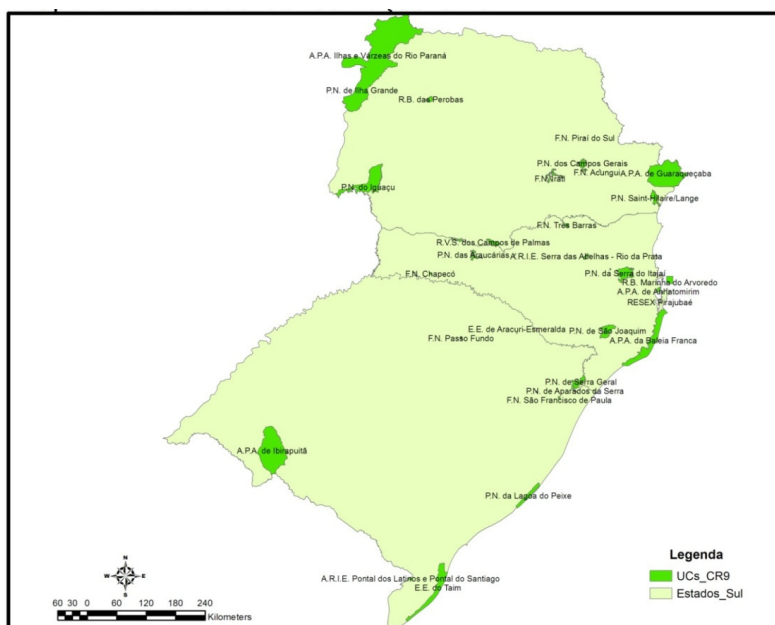 A.P.A. Ilhas e Várzeas do Rio Paraná
P.N. de Ilha Grande
R.B. das Perobas
F.N. Piraí do Sul
P.N. dos Campos Gerais
F.N. Açungui
A.P.A. de Guaraqueçaba
F.N. Irati
P.N. do Iguaçu
P.N. Saint-Hilaire/Lange
F.N. Três Barras
R.V.S. dos Campos de Palmas
P.N. das Araucárias
A.R.I.E. Serra das Abelhas - Rio da Prata
F.N. Chapecó
P.N. da Serra do Itajaí
R.B. Marinha do Arvoredo
A.P.A. de Anhatomirim
RESEX Pirajubaé
E.E. de Aracuri-Esmeralda
P.N. de São Joaquim
F.N. Passo Fundo
A.P.A. da Baleia Franca
P.N. de Serra Geral
P.N. de Aparados da Serra
F.N. São Francisco de Paula
A.P.A. de Ibirapuitã
P.N. da Lagoa do Peixe
A.R.I.E. Pontal dos Latinos e Pontal do Santiago
E.E. do Taim
Legenda
UCs_CR9
Estados_Sul
N
W E
S
60 30 0 60 120 180 240
Kilometers